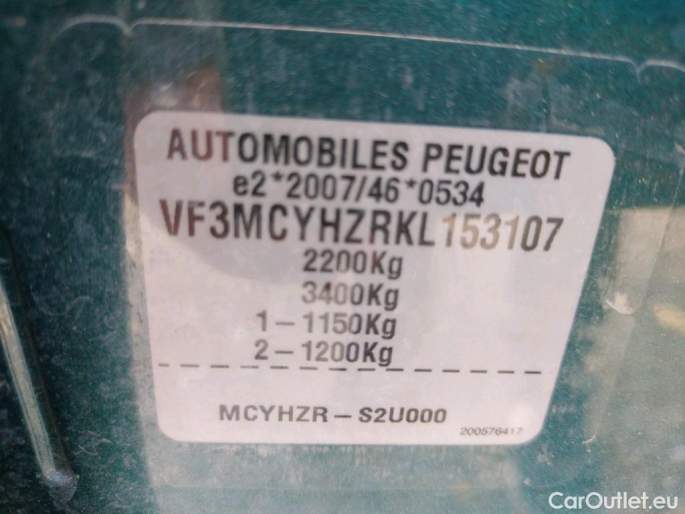 AUTOMOBILES PEUGEOT
e2*2007/46*0534
VF3MCYHZRKL153107
2200Kg
3400Kg
1-1150Kg
2-1200Kg
MCYHZR-S2U000
200576417
CarOutlet.eu